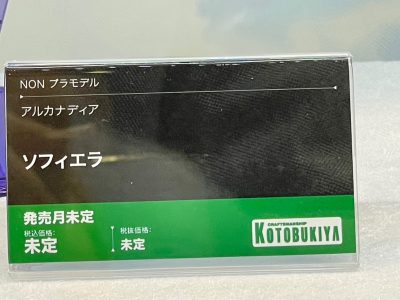 NON プラモデル
アルカナディア
ソフィエラ
発売月未定
税込価格:
未定
税抜価格:
未定
CRAFTSMANSHIP
KOTOBUKIYA